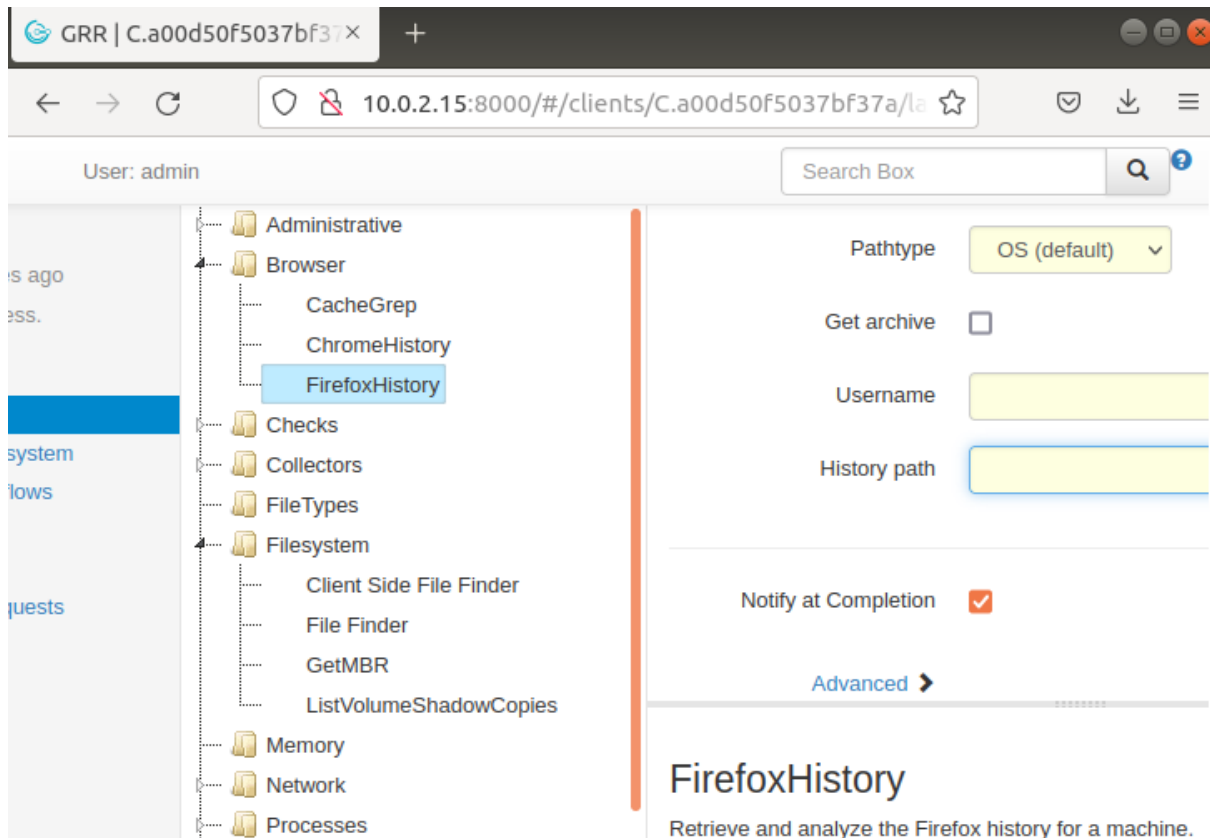 GRR | C.a00d50f5037bf37
10.0.2.15:8000/#/clients/C.a00d50f5037bf37a/la
User: admin
Search Box
s ago
ess.
system
flows
quests
Administrative
Browser
CacheGrep
ChromeHistory
FirefoxHistory
Checks
Collectors
FileTypes
Filesystem
Client Side File Finder
File Finder
GetMBR
ListVolumeShadowCopies
Memory
Network
Processes
Pathtype
OS (default)
Get archive
Username
History path
Notify at Completion
Advanced
FirefoxHistory
Retrieve and analyze the Firefox history for a machine.